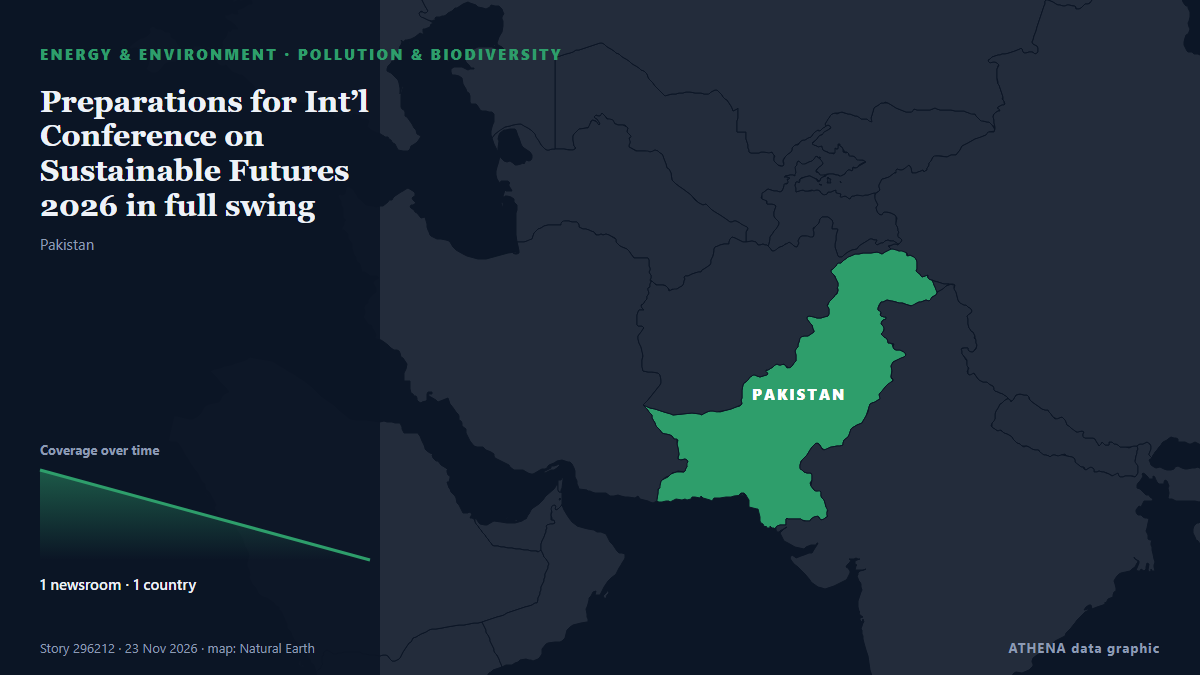 ENERGY & ENVIRONMENT · POLLUTION & BIODIVERSITY
Preparations for Int’l
Conference on
Sustainable Futures
2026 in full swing
Pakistan
PAKISTAN
Coverage over time
1 newsroom · 1 country
Story 296212 · 23 Nov 2026 · map: Natural Earth
ATHENA data graphic